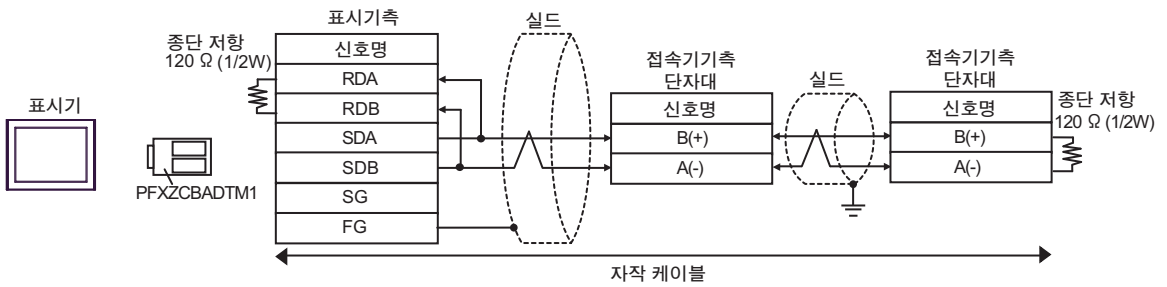 표시기
PFXZCBADTM1
종단 저항
120 Ω (1/2W)
표시기측
신호명
RDA
RDB
SDA
SDB
SG
FG
실드
접속기기측
단자대
신호명
B(+)
A(-)
실드
접속기기측
단자대
신호명
B(+)
A(-)
종단 저항
120 Ω (1/2W)
자작 케이블